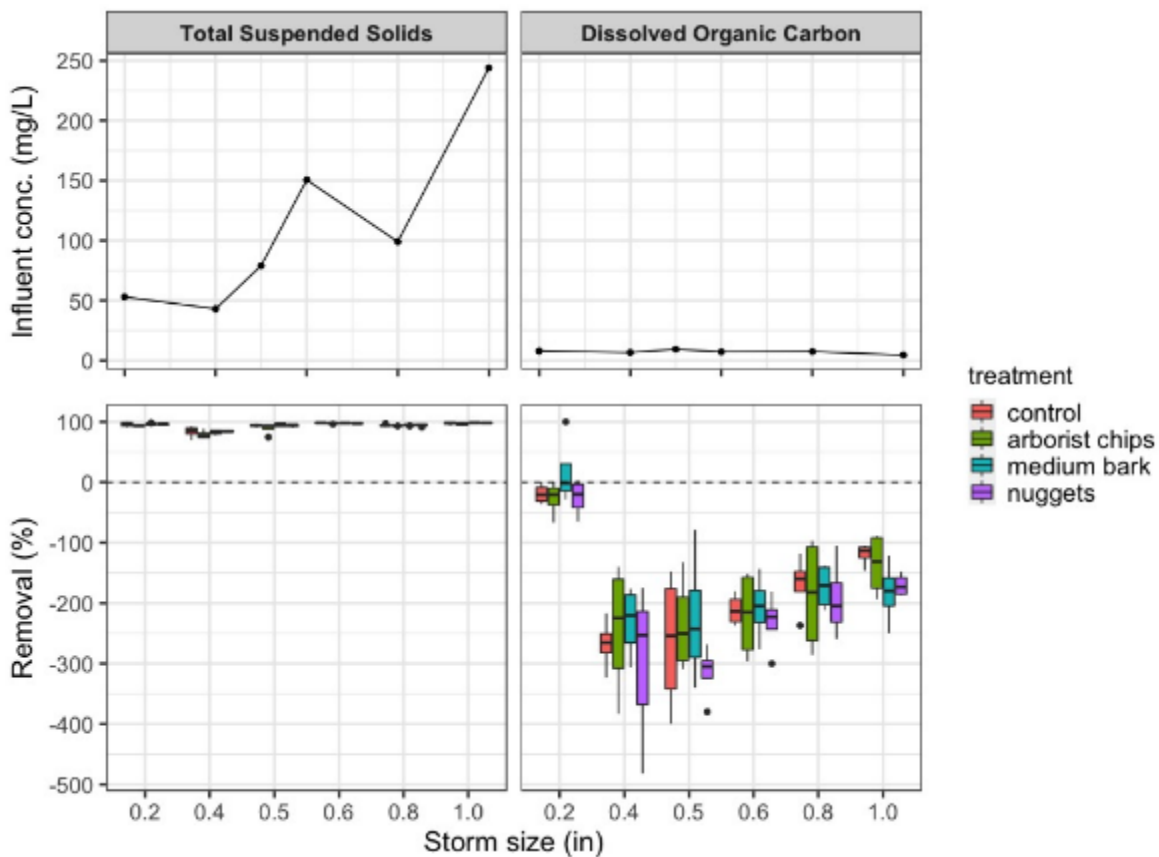 Total Suspended Solids
Dissolved Organic Carbon
Influent conc. (mg/L)
250
200
150
100
50
0
Removal (%)
100
0
-100
-200
-300
-400
-500
0.2 0.4 0.5 0.6 0.8 1.0
0.2 0.4 0.5 0.6 0.8 1.0
Storm size (in)
treatment
control
arborist chips
medium bark
nuggets